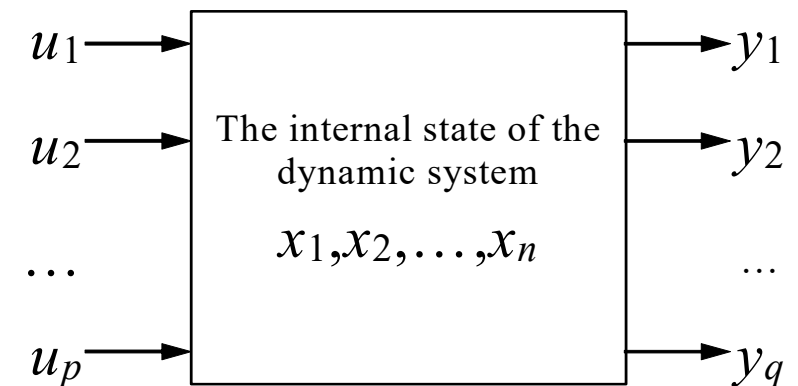 u1 y1
u2 y2
The internal state of the
dynamic system
x1,x2,...,xn
... ...
up yq